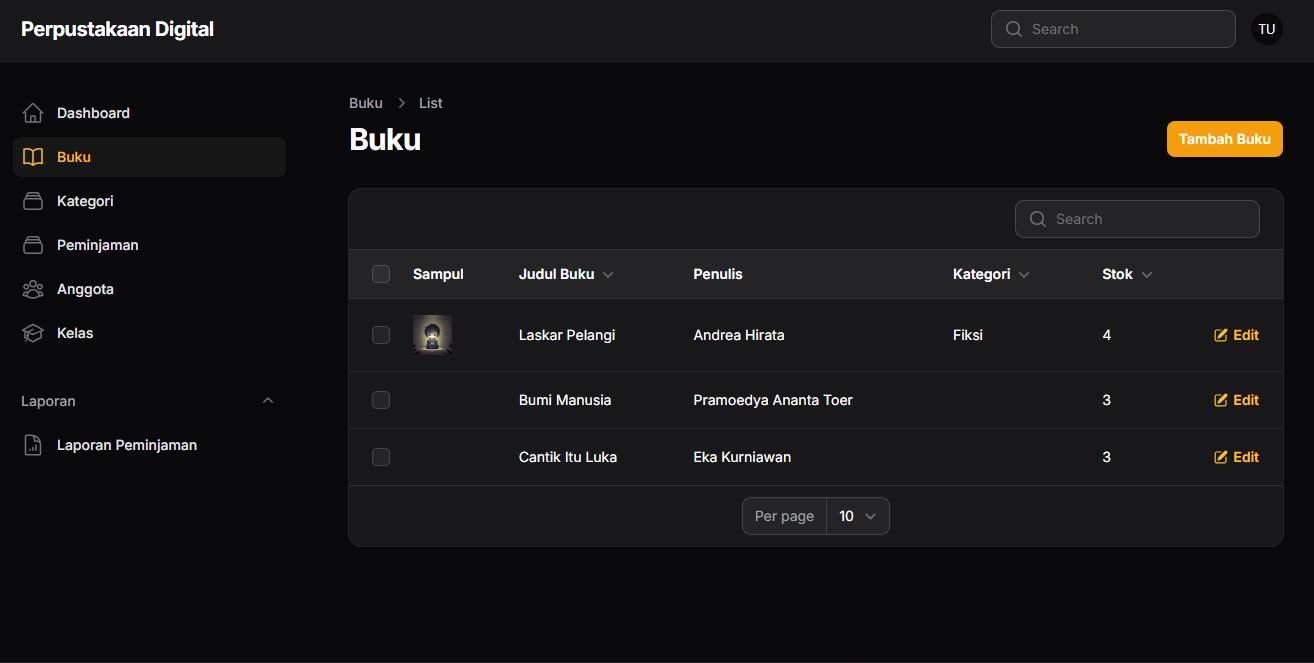 Perpustakaan Digital
Search
TU
Dashboard
Buku
Kategori
Peminjaman
Anggota
Kelas
Laporan
Laporan Peminjaman
Buku > List
Buku
Tambah Buku
Search
Sampul Judul Buku Penulis Kategori Stok
Laskar Pelangi Andrea Hirata Fiksi 4 Edit
Bumi Manusia Pramoedya Ananta Toer 3 Edit
Cantik Itu Luka Eka Kurniawan 3 Edit
Per page 10